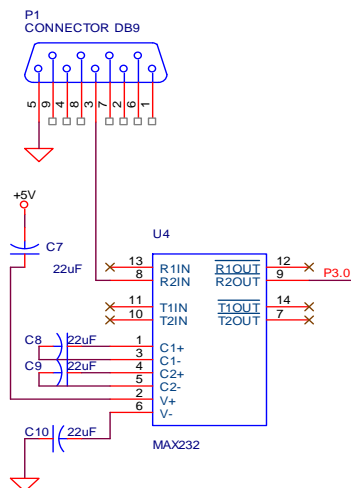 P1
CONNECTOR DB9
5 9 4 8 3 7 2 6 1
+5V
C7
22uF
U4
13 R1IN R1OUT 12
8 R2IN R2OUT 9 P3.0
11 T1IN T1OUT 14
10 T2IN T2OUT 7
C8 22uF 1 C1+
3 C1-
C9 22uF 4 C2+
5 C2-
2 V+
6 V-
C10 22uF
MAX232